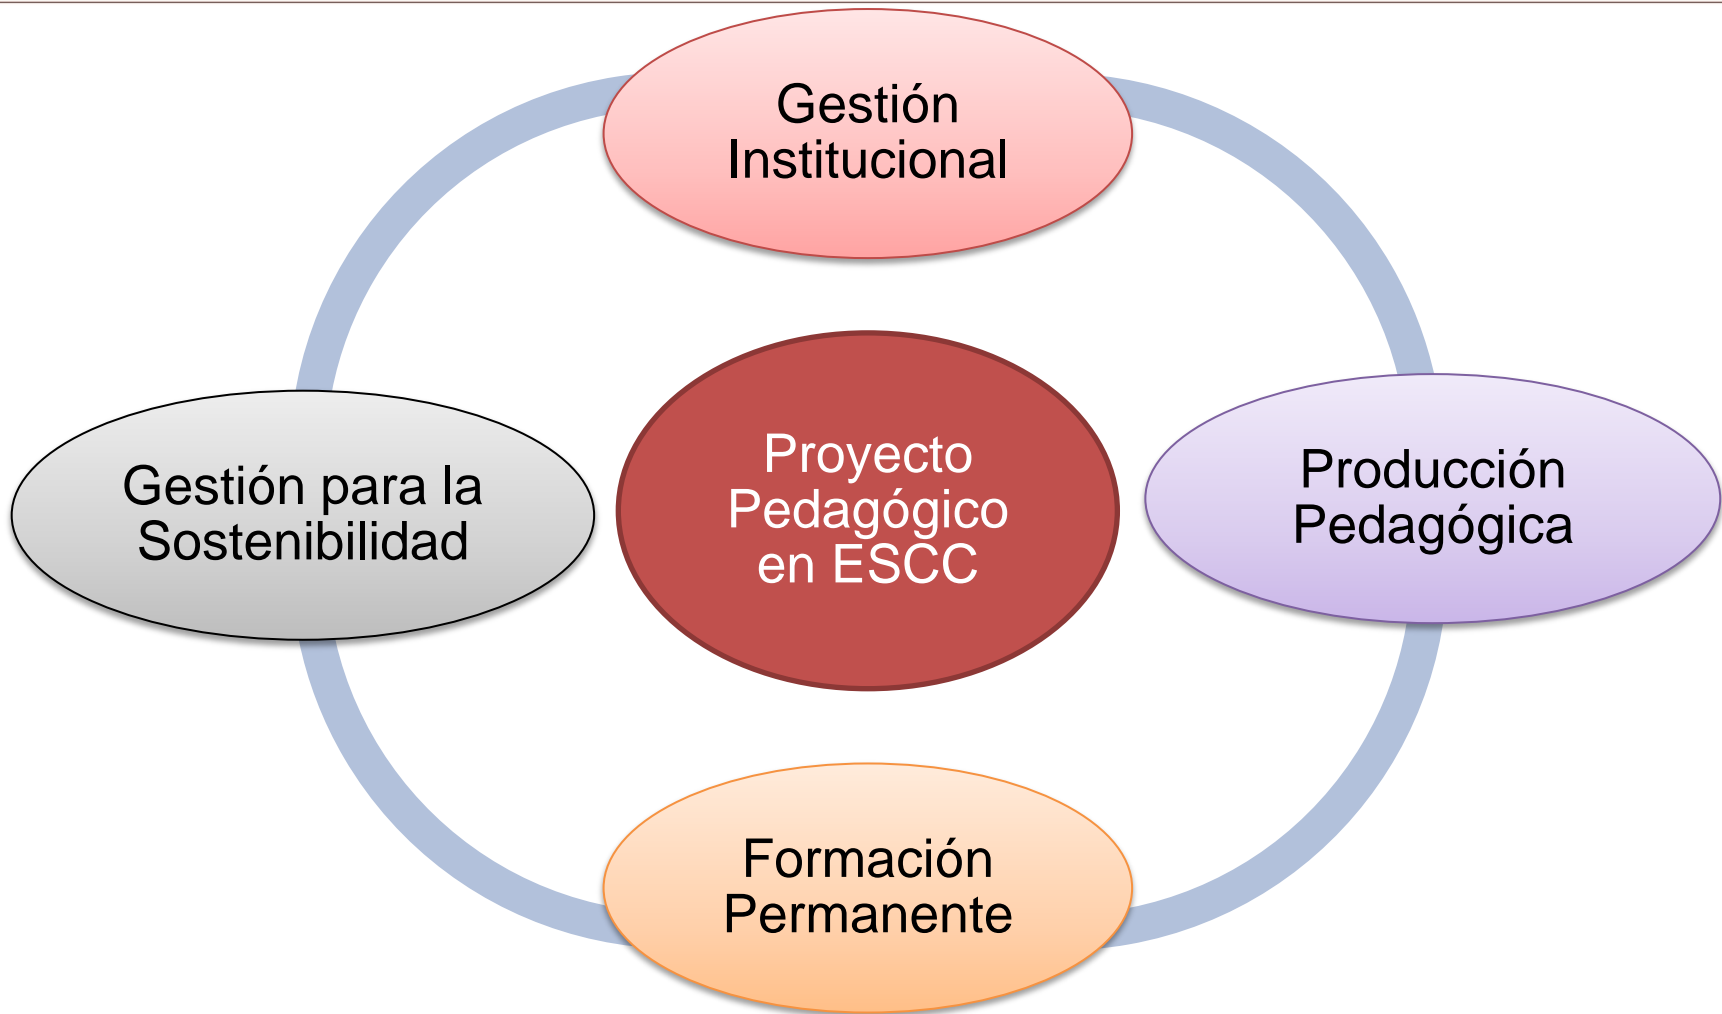 Gestión
Institucional
Gestión para la
Sostenibilidad
Proyecto
Pedagógico
en ESCC
Producción
Pedagógica
Formación
Permanente